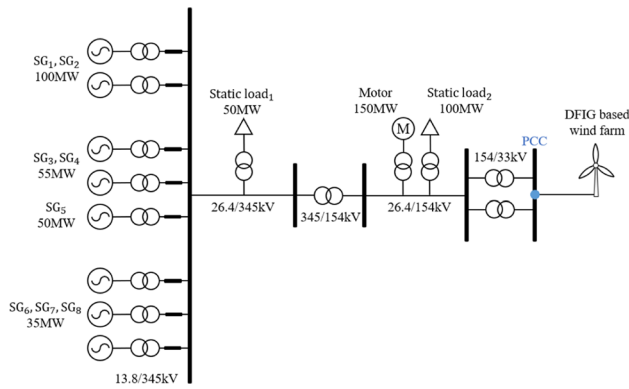 SG₁, SG₂
100MW
SG₃, SG₄
55MW
SG₅
50MW
SG₆, SG₇, SG₈
35MW
13.8/345kV
Static load₁
50MW
26.4/345kV
345/154kV
Motor
150MW
M
Static load₂
100MW
26.4/154kV
154/33kV
PCC
DFIG based
wind farm